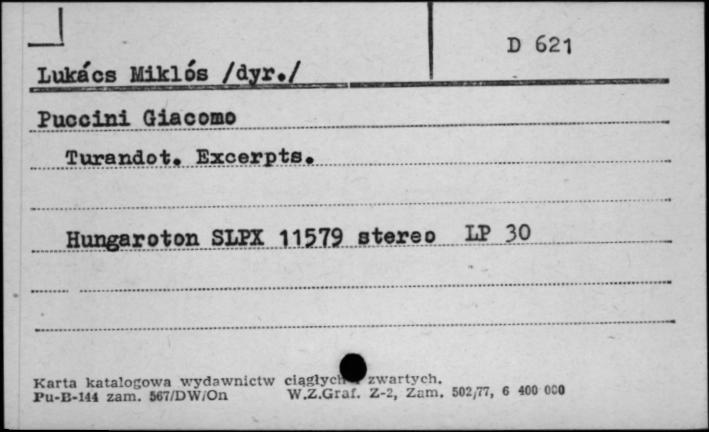 D 621
Lukács Miklós /dyr./
Puccini Giacomo
Turandot. Excerpts.
Hungaroton SLPX 11579 stereo LP 30
Karta katalogowa wydawnictw ciągłych zwartych.
Pu-B-144 zam. 567/DW/On W.Z.Graf. Z-2, Zam. 502/77, 6 400 000